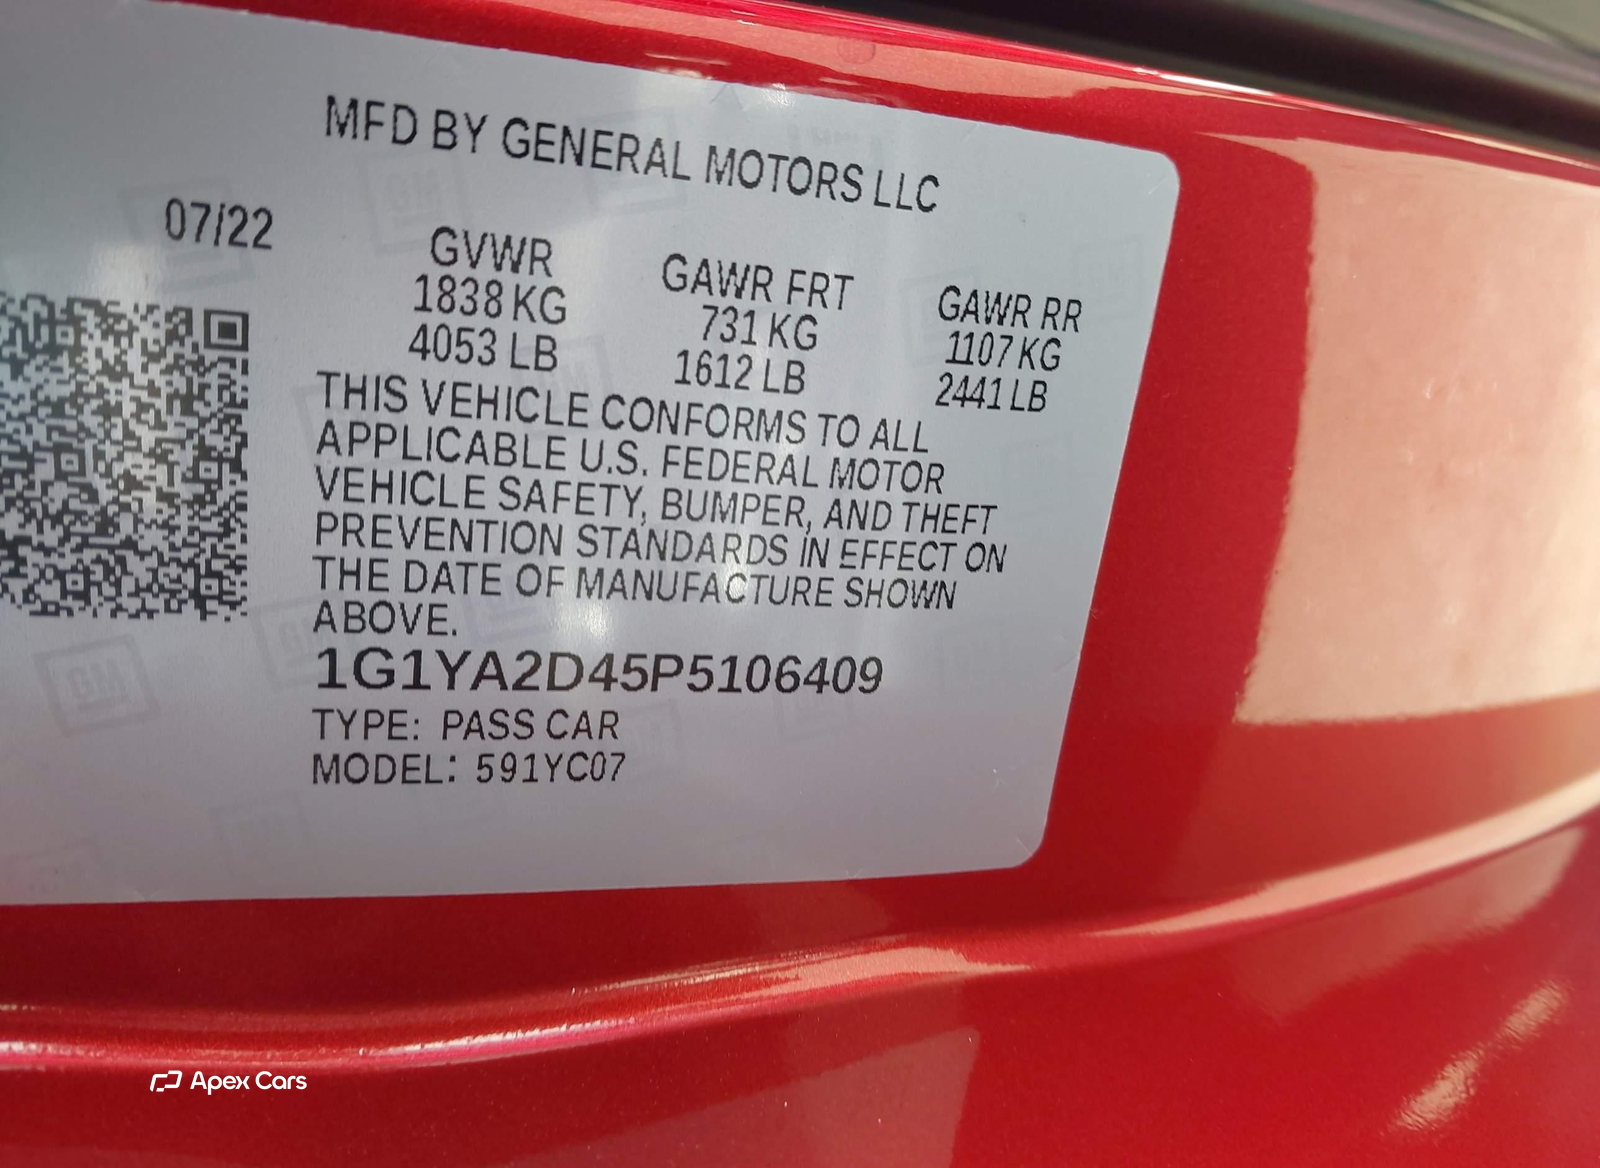 MFD BY GENERAL MOTORS LLC
07/22
GVWR GAWR FRT GAWR RR
1838 KG 731 KG 1107 KG
4053 LB 1612 LB 2441 LB
THIS VEHICLE CONFORMS TO ALL
APPLICABLE U.S. FEDERAL MOTOR
VEHICLE SAFETY, BUMPER, AND THEFT
PREVENTION STANDARDS IN EFFECT ON
THE DATE OF MANUFACTURE SHOWN
ABOVE.
1G1YA2D45P5106409
TYPE: PASS CAR
MODEL: 591YC07
Apex Cars